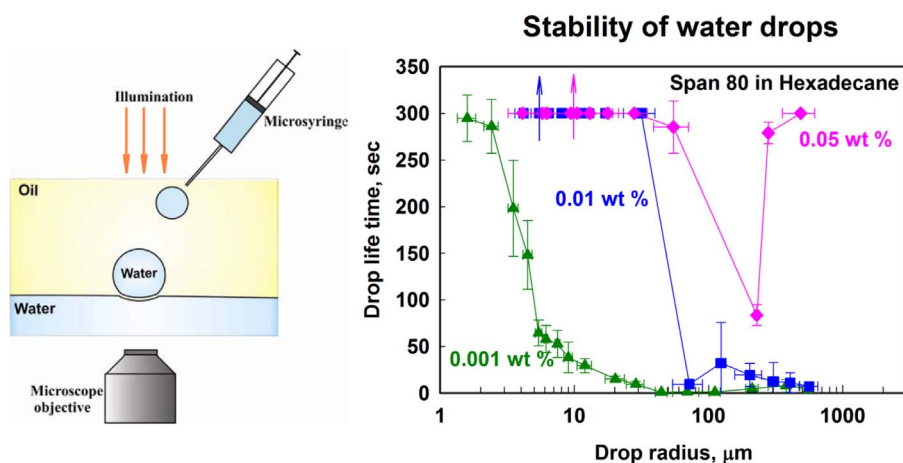 Stability of water drops
Illumination
Microsyringe
Oil
Water
Water
Microscope
objective
350
300
250
200
150
100
50
0
Drop life time, sec
Span 80 in Hexadecane
0.05 wt %
0.01 wt %
0.001 wt %
1
10
100
1000
Drop radius, μm